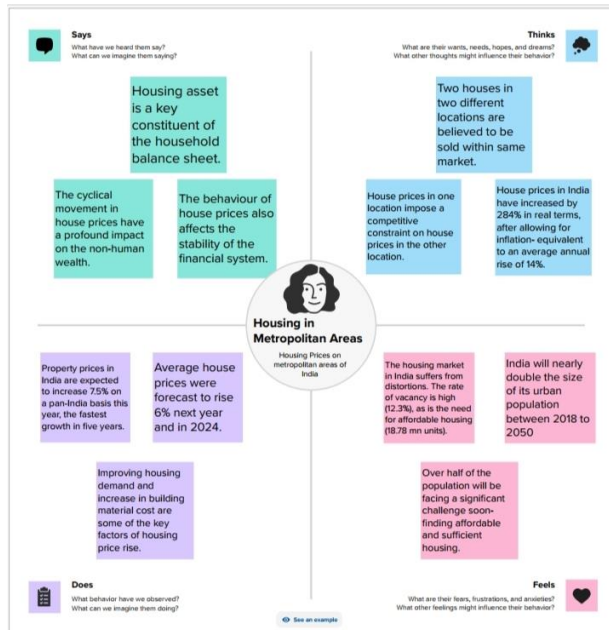 Says
What have we heard them say?
What can we imagine them saying?
Housing asset
is a key
constituent of
the household
balance sheet.
The cyclical
movement in
house prices have
a profound impact
on the non-human
wealth.
The behaviour of
house prices also
affects the
stability of the
financial system.
Thinks
What are their wants, needs, hopes, and dreams?
What other thoughts might influence their behavior?
Two houses in
two different
locations are
believed to be
sold within same
market.
House prices in one
location impose a
competitive
constraint on house
prices in the other
location.
House prices in India
have increased by
284% in real terms,
after allowing for
inflation- equivalent
to an average annual
rise of 14%.
Housing in
Metropolitan Areas
Housing Prices on
metropolitan areas of
India
Property prices in
India are expected
to increase 7.5% on
a pan-India basis this
year, the fastest
growth in five years.
Average house
prices were
forecast to rise
6% next year
and in 2024.
Improving housing
demand and
increase in building
material cost are
some of the key
factors of housing
price rise.
Does
What behavior have we observed?
What can we imagine them doing?
The housing market
in India suffers from
distortions. The rate
of vacancy is high
(12.3%), as is the need
for affordable housing
(18.78 mn units).
India will nearly
double the size
of its urban
population
between 2018 to
2050
Over half of the
population will be
facing a significant
challenge soon-
finding affordable
and sufficient
housing.
Feels
What are their fears, frustrations, and anxieties?
What other feelings might influence their behavior?
See an example